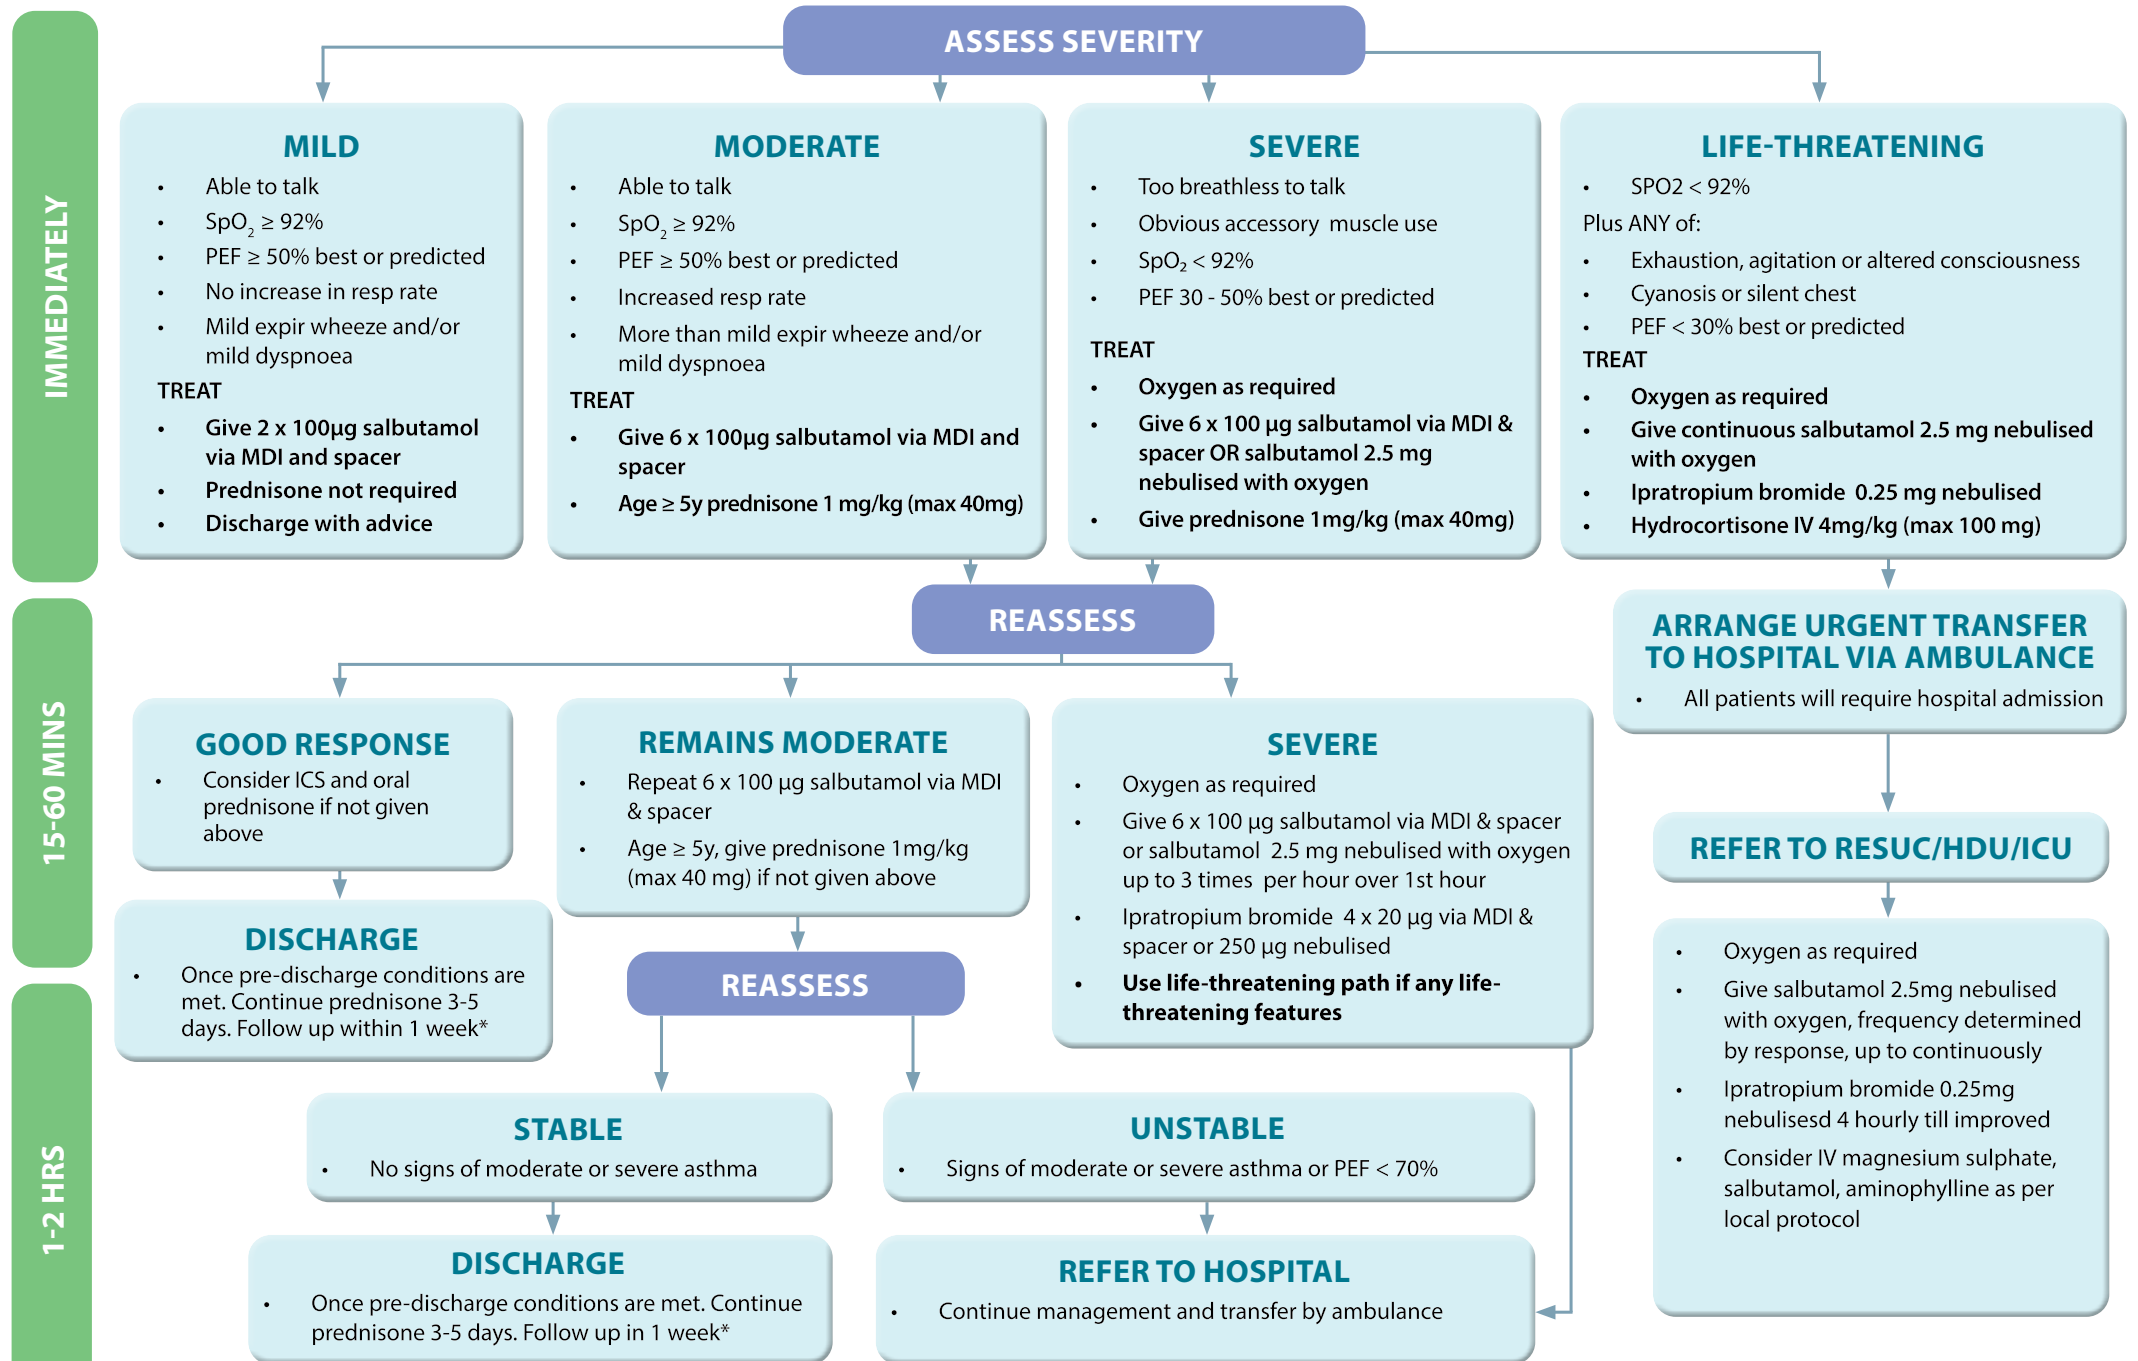 ASSESS SEVERITY
IMMEDIATELY
MILD
• Able to talk
• SpO₂ ≥ 92%
• PEF ≥ 50% best or predicted
• No increase in resp rate
• Mild expir wheeze and/or
mild dyspnoea
TREAT
• Give 2 x 100µg salbutamol
via MDI and spacer
• Prednisone not required
• Discharge with advice
MODERATE
• Able to talk
• SpO₂ ≥ 92%
• PEF ≥ 50% best or predicted
• Increased resp rate
• More than mild expir wheeze and/or
mild dyspnoea
TREAT
• Give 6 x 100µg salbutamol via MDI and
spacer
• Age ≥ 5y prednisone 1 mg/kg (max 40mg)
SEVERE
• Too breathless to talk
• Obvious accessory muscle use
• SpO₂ < 92%
• PEF 30 - 50% best or predicted
TREAT
• Oxygen as required
• Give 6 x 100 µg salbutamol via MDI &
spacer OR salbutamol 2.5 mg
nebulised with oxygen
• Give prednisone 1mg/kg (max 40mg)
LIFE-THREATENING
• SPO2 < 92%
Plus ANY of:
• Exhaustion, agitation or altered consciousness
• Cyanosis or silent chest
• PEF < 30% best or predicted
TREAT
• Oxygen as required
• Give continuous salbutamol 2.5 mg nebulised
with oxygen
• Ipratropium bromide 0.25 mg nebulised
• Hydrocortisone IV 4mg/kg (max 100 mg)
15-60 MINS
REASSESS
GOOD RESPONSE
• Consider ICS and oral
prednisone if not given
above
DISCHARGE
• Once pre-discharge conditions are
met. Continue prednisone 3-5
days. Follow up within 1 week*
REMAINS MODERATE
• Repeat 6 x 100 µg salbutamol via MDI
& spacer
• Age ≥ 5y, give prednisone 1mg/kg
(max 40 mg) if not given above
SEVERE
• Oxygen as required
• Give 6 x 100 µg salbutamol via MDI & spacer
or salbutamol 2.5 mg nebulised with oxygen
up to 3 times per hour over 1st hour
• Ipratropium bromide 4 x 20 µg via MDI &
spacer or 250 µg nebulised
• Use life-threatening path if any life-
threatening features
ARRANGE URGENT TRANSFER
TO HOSPITAL VIA AMBULANCE
• All patients will require hospital admission
REFER TO RESUC/HDU/ICU
• Oxygen as required
• Give salbutamol 2.5mg nebulised
with oxygen, frequency determined
by response, up to continuously
• Ipratropium bromide 0.25mg
nebulisesd 4 hourly till improved
• Consider IV magnesium sulphate,
salbutamol, aminophylline as per
local protocol
1-2 HRS
REASSESS
STABLE
• No signs of moderate or severe asthma
DISCHARGE
• Once pre-discharge conditions are met. Continue
prednisone 3-5 days. Follow up in 1 week*
UNSTABLE
• Signs of moderate or severe asthma or PEF < 70%
REFER TO HOSPITAL
• Continue management and transfer by ambulance